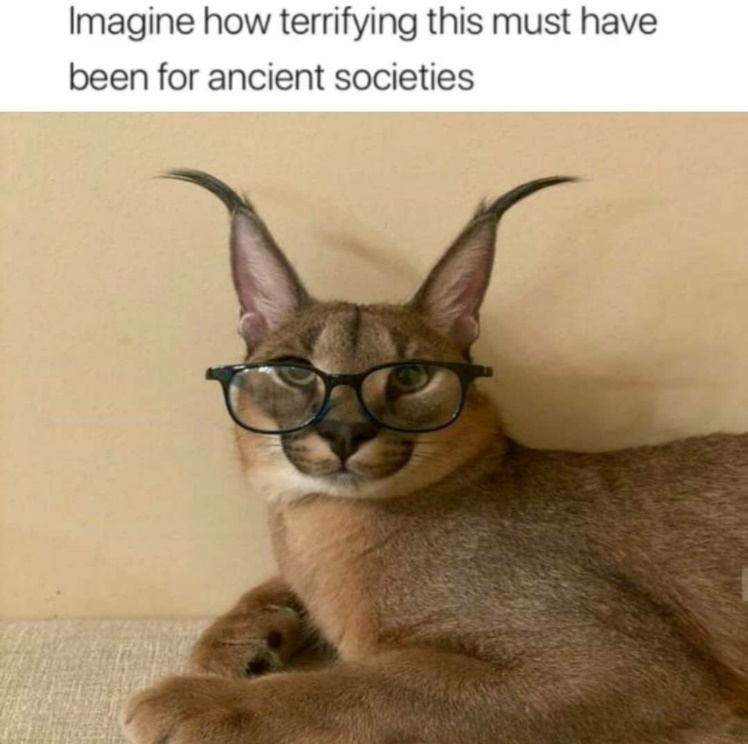 Imagine how terrifying this must have
been for ancient societies